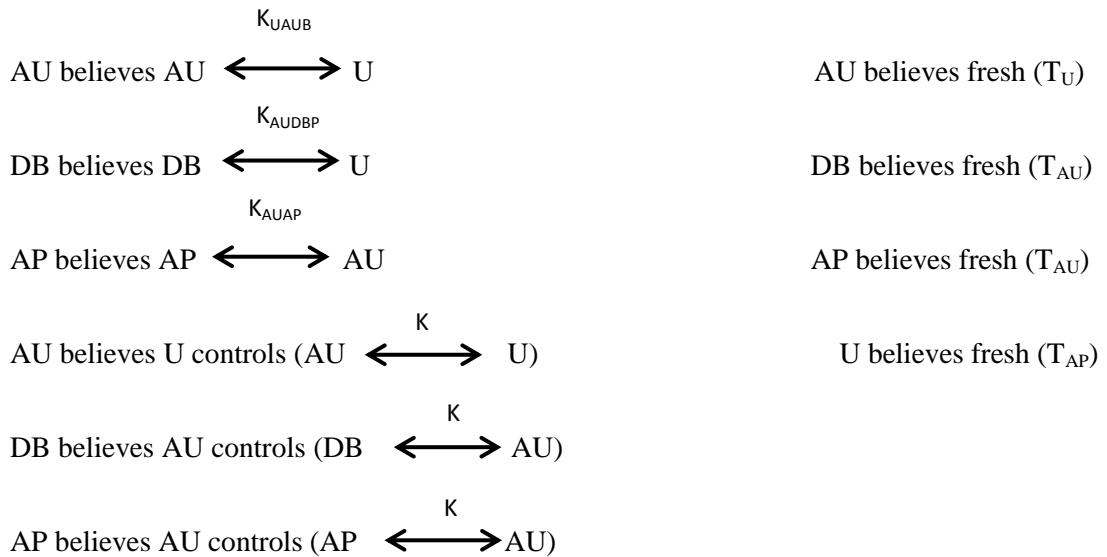 K_UAUB
AU believes AU ⟷ U AU believes fresh (T_U)
K_AUDBP
DB believes DB ⟷ U DB believes fresh (T_AU)
K_AUAP
AP believes AP ⟷ AU AP believes fresh (T_AU)
K
AU believes U controls (AU ⟷ U) U believes fresh (T_AP)
K
DB believes AU controls (DB ⟷ AU)
K
AP believes AU controls (AP ⟷ AU)